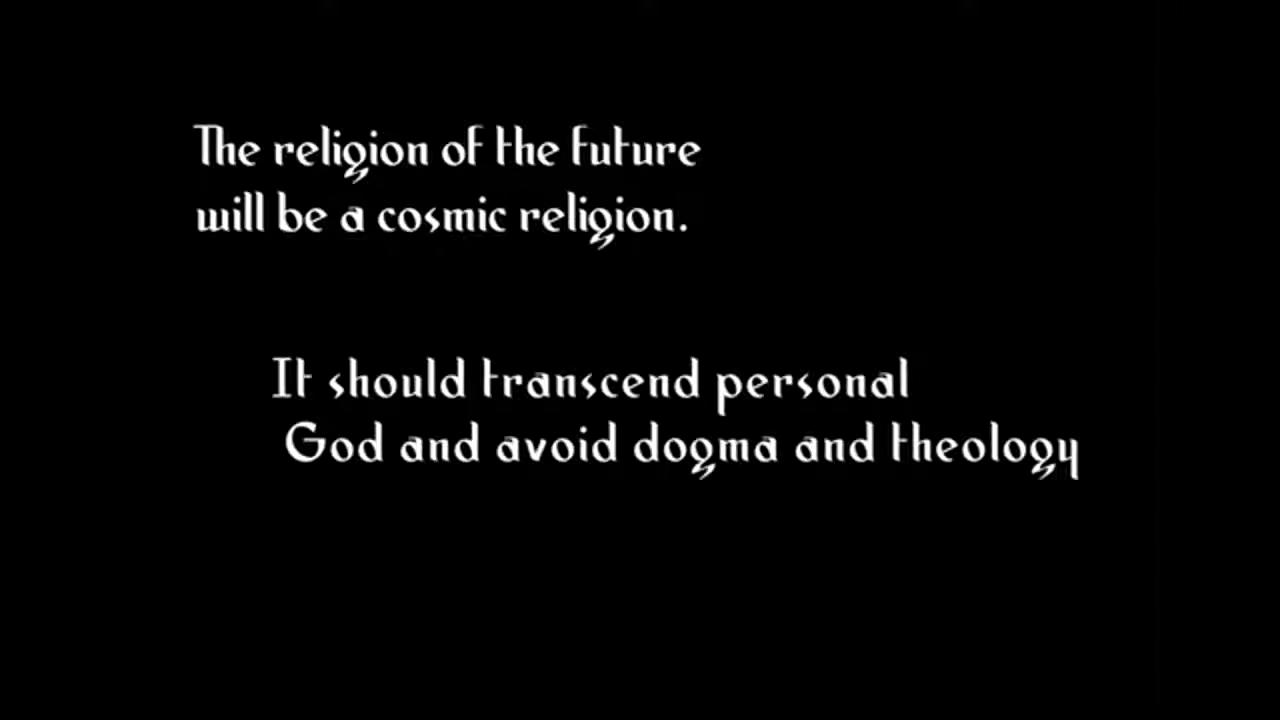 The religion of the future
will be a cosmic religion.
It should transcend personal
God and avoid dogma and theology